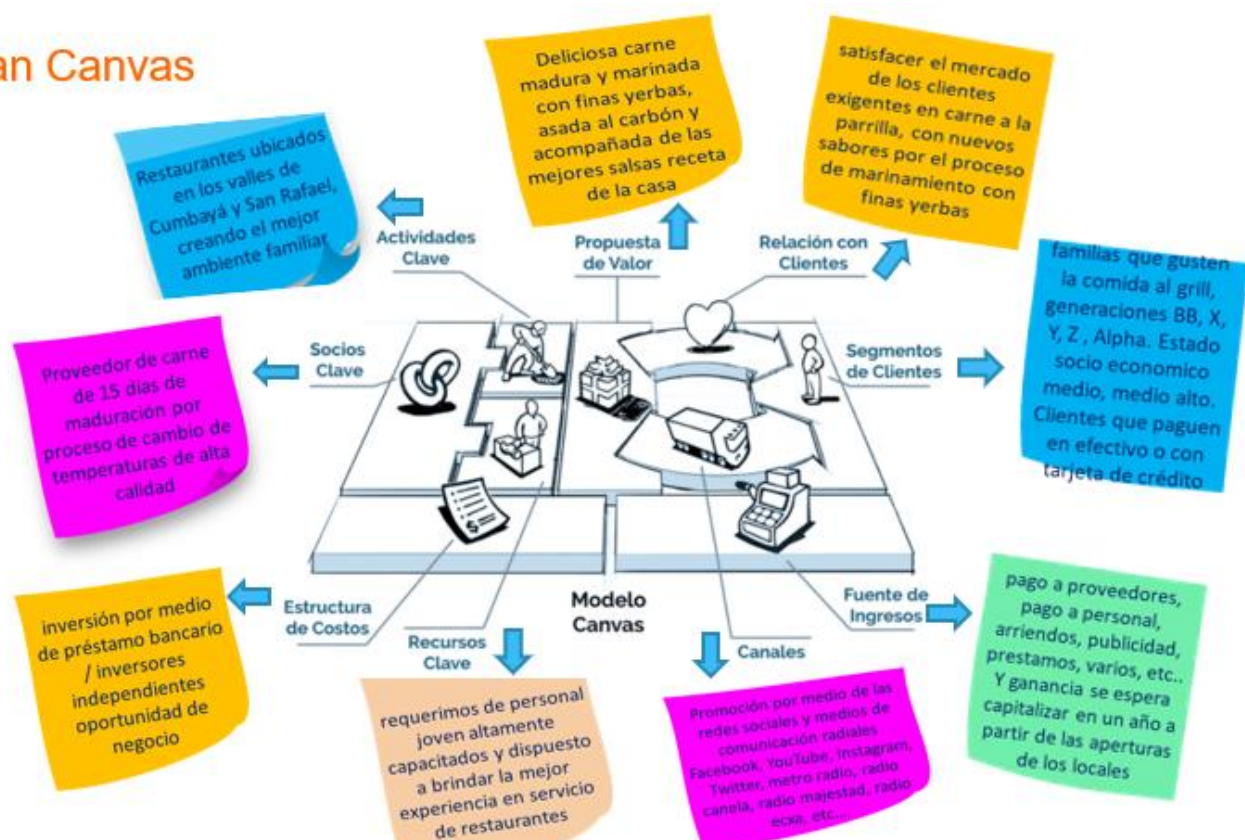 an Canvas
Deliciosa carne
madura y marinada
con finas yerbas,
asada al carbón y
acompañada de las
mejores salsas receta
de la casa
satisfacer el mercado
de los clientes
exigentes en carne a la
parrilla, con nuevos
sabores por el proceso
de marinamiento con
finas yerbas
Restaurantes ubicados
en los valles de
Cumbayá y San Rafael,
creando el mejor
ambiente familiar
Actividades
Clave
Propuesta
de Valor
Relación con
Clientes
familias que gusten
la comida al grill,
generaciones BB, X,
Y, Z , Alpha. Estado
socio economico
medio, medio alto.
Clientes que paguen
en efectivo o con
tarjeta de crédito
Proveedor de carne
de 15 días de
maduración por
proceso de cambio de
temperaturas de alta
calidad
Socios
Clave
Segmentos
de Clientes
inversión por medio
de préstamo bancario
/ inversores
independientes
oportunidad de
negocio
Estructura
de Costos
Recursos
Clave
Modelo
Canvas
Canales
Fuente de
Ingresos
pago a proveedores,
pago a personal,
arriendos, publicidad,
prestamos, varios, etc..
Y ganancia se espera
capitalizar en un año a
partir de las aperturas
de los locales
requerimos de personal
joven altamente
capacitados y dispuesto
a brindar la mejor
experiencia en servicio
de restaurantes
Promoción por medio de las
redes sociales y medios de
comunicación radiales
Facebook, YouTube, Instagram,
Twitter, metro radio, radio
canela, radio majestad, radio
ecxa, etc...